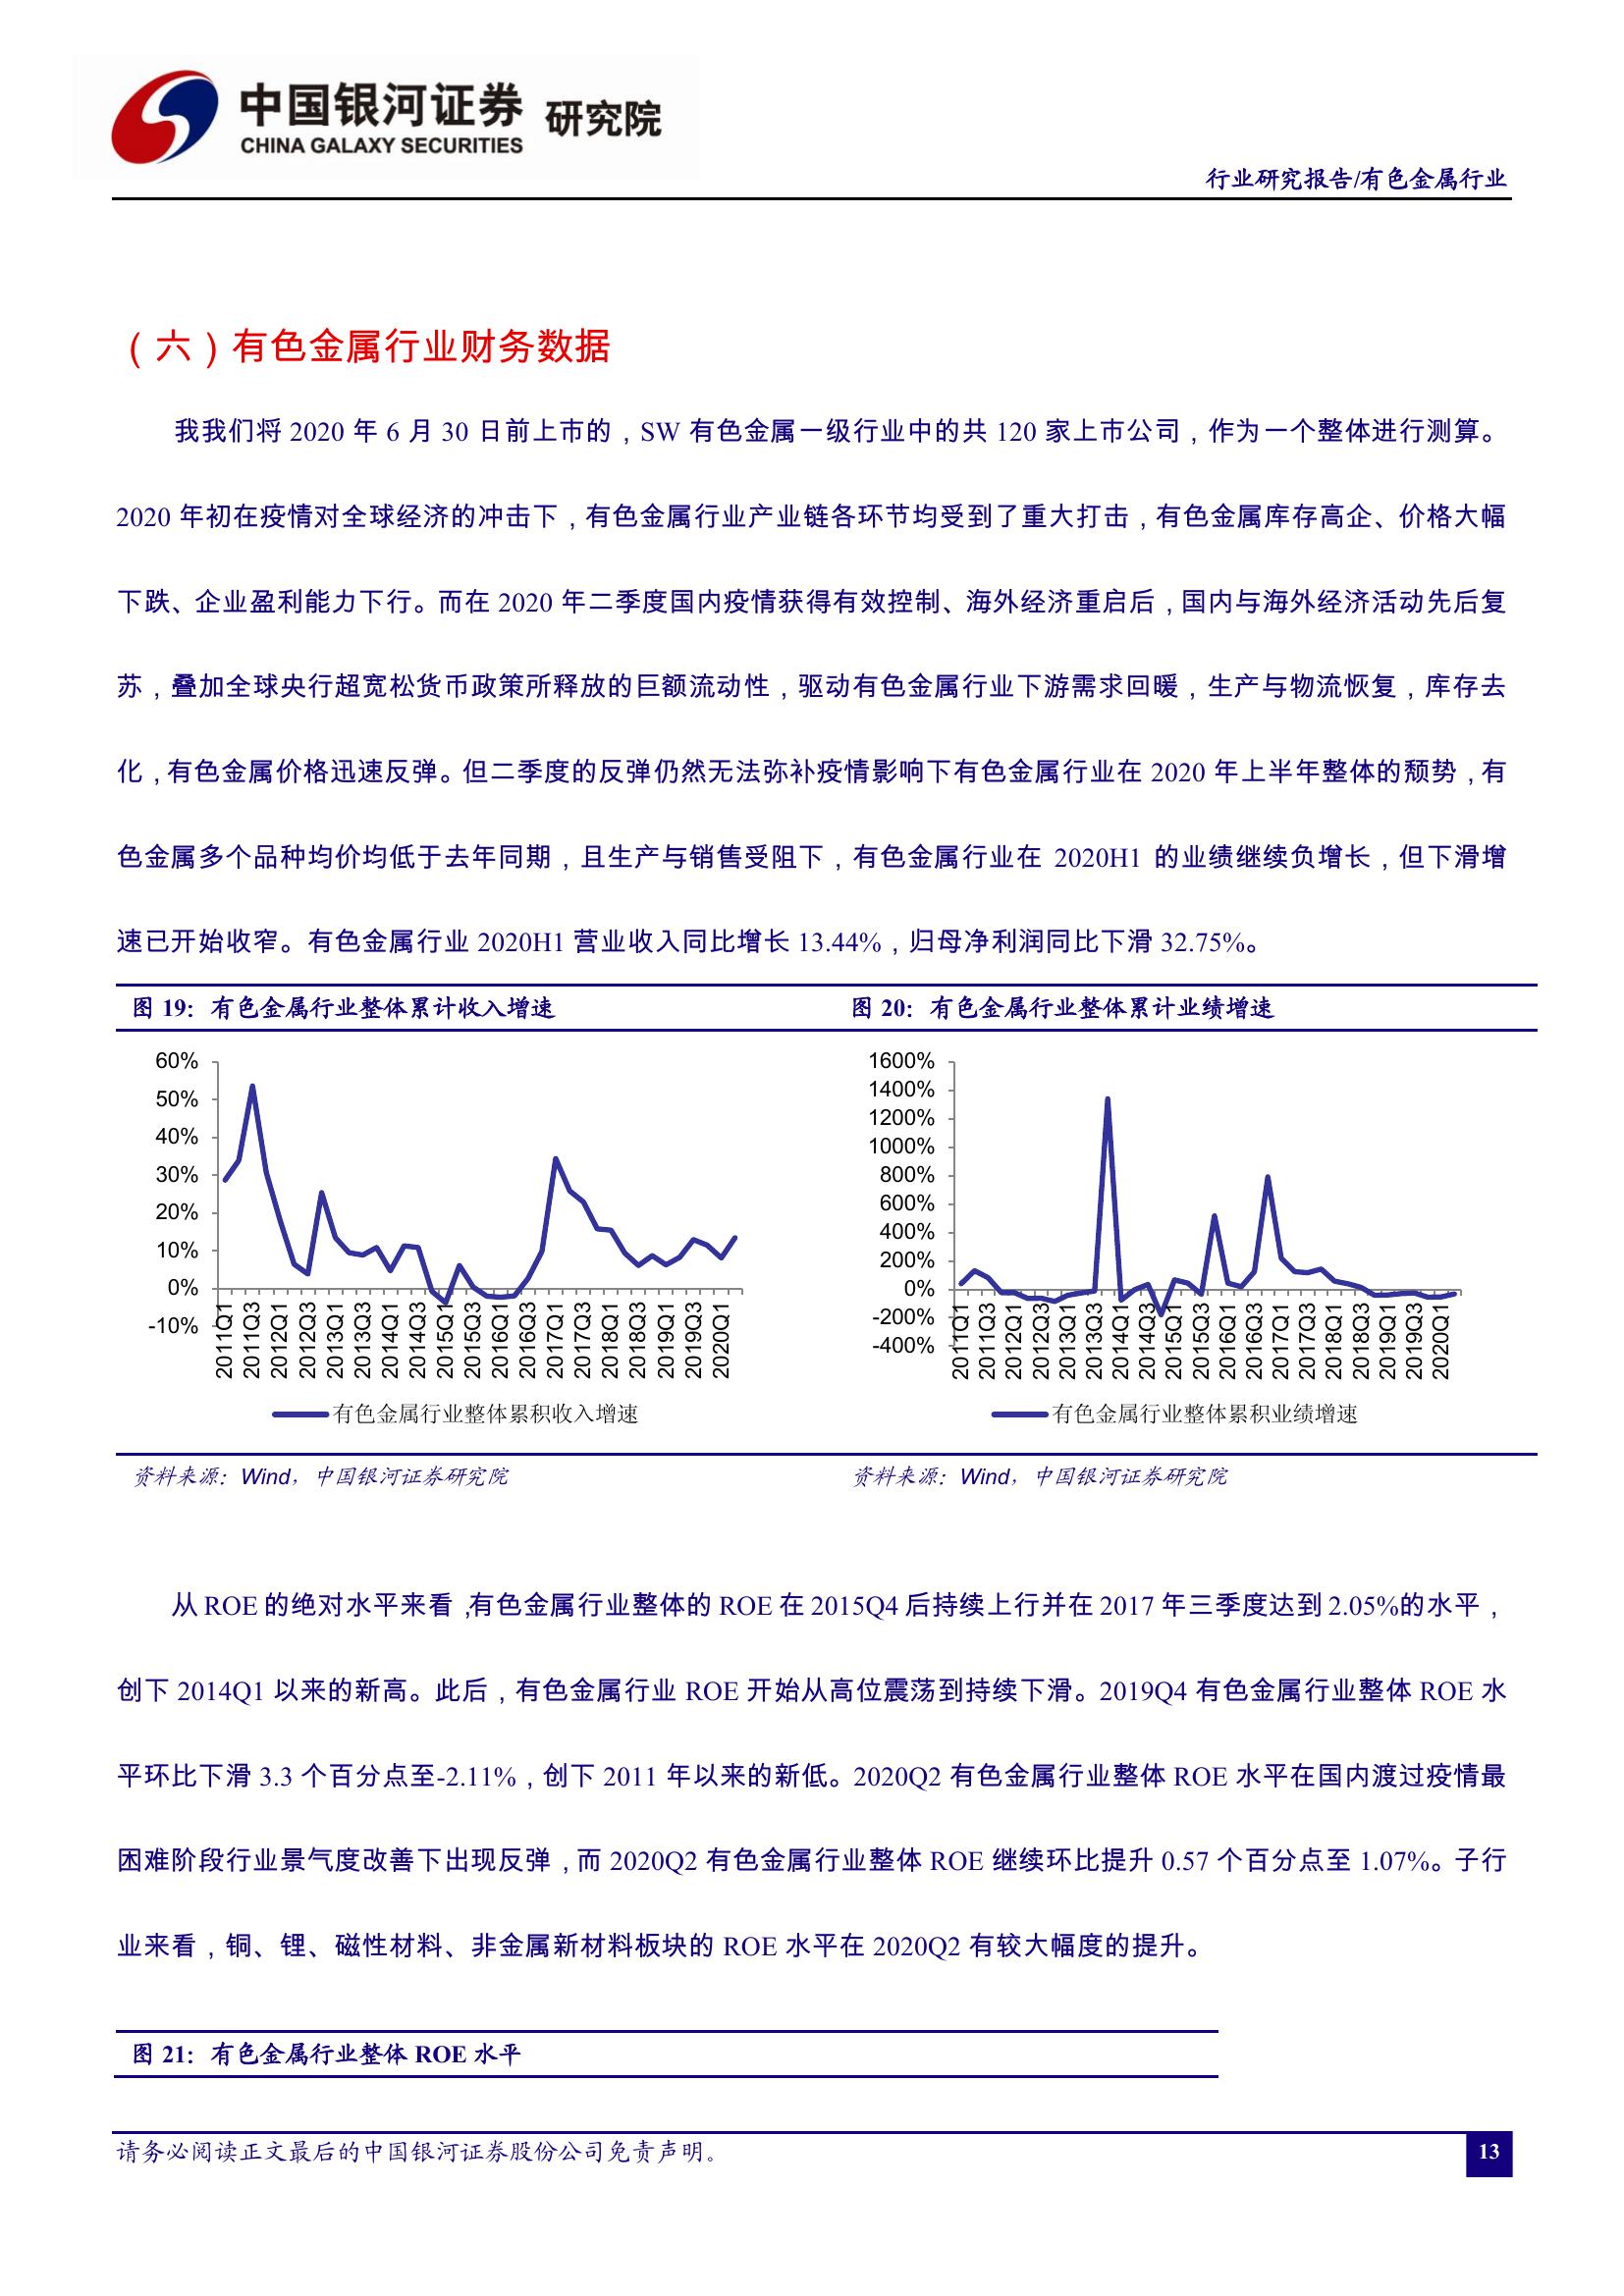 中国银河证券 研究院
CHINA GALAXY SECURITIES
行业研究报告/有色金属行业
（六）有色金属行业财务数据
我我们将 2020 年 6 月 30 日前上市的，SW 有色金属一级行业中的共 120 家上市公司，作为一个整体进行测算。
2020 年初在疫情对全球经济的冲击下，有色金属行业产业链各环节均受到了重大打击，有色金属库存高企、价格大幅
下跌、企业盈利能力下行。而在 2020 年二季度国内疫情获得有效控制、海外经济重启后，国内与海外经济活动先后复
苏，叠加全球央行超宽松货币政策所释放的巨额流动性，驱动有色金属行业下游需求回暖，生产与物流恢复，库存去
化，有色金属价格迅速反弹。但二季度的反弹仍然无法弥补疫情影响下有色金属行业在 2020 年上半年整体的颓势，有
色金属多个品种均价均低于去年同期，且生产与销售受阻下，有色金属行业在 2020H1 的业绩继续负增长，但下滑增
速已开始收窄。有色金属行业 2020H1 营业收入同比增长 13.44%，归母净利润同比下滑 32.75%。
图 19：有色金属行业整体累计收入增速
60%
50%
40%
30%
20%
10%
0%
-10%
2011Q1
2011Q3
2012Q1
2012Q3
2013Q1
2013Q3
2014Q1
2014Q3
2015Q1
2015Q3
2016Q1
2016Q3
2017Q1
2017Q3
2018Q1
2018Q3
2019Q1
2019Q3
2020Q1
有色金属行业整体累积收入增速
资料来源：Wind，中国银河证券研究院
图 20：有色金属行业整体累计业绩增速
1600%
1400%
1200%
1000%
800%
600%
400%
200%
0%
-200%
-400%
2011Q1
2011Q3
2012Q1
2012Q3
2013Q1
2013Q3
2014Q1
2014Q3
2015Q1
2015Q3
2016Q1
2016Q3
2017Q1
2017Q3
2018Q1
2018Q3
2019Q1
2019Q3
2020Q1
有色金属行业整体累积业绩增速
资料来源：Wind，中国银河证券研究院
从 ROE 的绝对水平来看，有色金属行业整体的 ROE 在 2015Q4 后持续上行并在 2017 年三季度达到 2.05%的水平，
创下 2014Q1 以来的新高。此后，有色金属行业 ROE 开始从高位震荡到持续下滑。2019Q4 有色金属行业整体 ROE 水
平环比下滑 3.3 个百分点至-2.11%，创下 2011 年以来的新低。2020Q2 有色金属行业整体 ROE 水平在国内渡过疫情最
困难阶段行业景气度改善下出现反弹，而 2020Q2 有色金属行业整体 ROE 继续环比提升 0.57 个百分点至 1.07%。子行
业来看，铜、锂、磁性材料、非金属新材料板块的 ROE 水平在 2020Q2 有较大幅度的提升。
图 21：有色金属行业整体 ROE 水平
请务必阅读正文最后的中国银河证券股份公司免责声明。
13